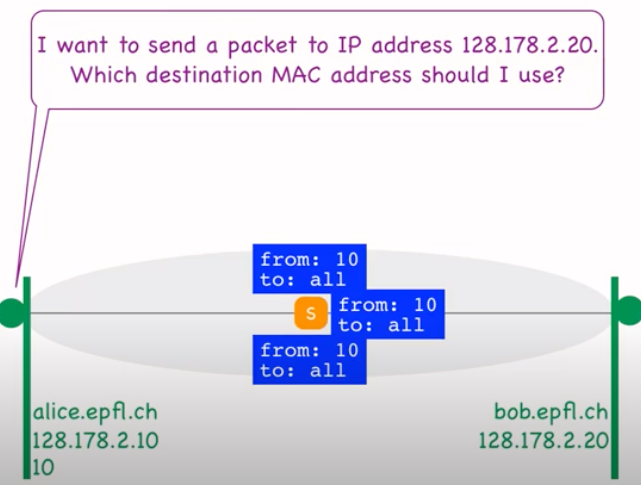 I want to send a packet to IP address 128.178.2.20.
Which destination MAC address should I use?
from: 10
to: all
S
from: 10
to: all
from: 10
to: all
alice.epfl.ch
128.178.2.10
10
bob.epfl.ch
128.178.2.20